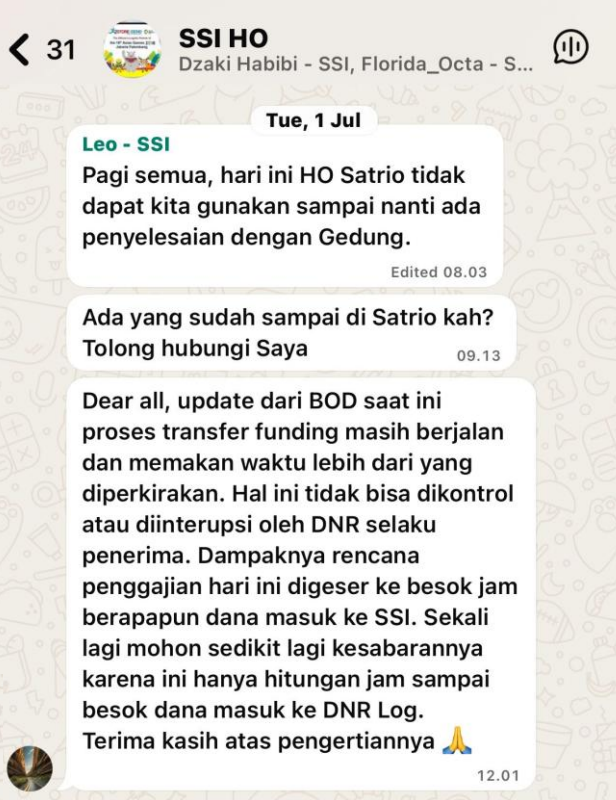 31
SSI HO
Dzaki Habibi - SSI, Florida_Octa - S...
Tue, 1 Jul
Leo - SSI
Pagi semua, hari ini HO Satrio tidak
dapat kita gunakan sampai nanti ada
penyelesaian dengan Gedung.
Edited 08.03
Ada yang sudah sampai di Satrio kah?
Tolong hubungi Saya
09.13
Dear all, update dari BOD saat ini
proses transfer funding masih berjalan
dan memakan waktu lebih dari yang
diperkirakan. Hal ini tidak bisa dikontrol
atau diinterupsi oleh DNR selaku
penerima. Dampaknya rencana
penggajian hari ini digeser ke besok jam
berapapun dana masuk ke SSI. Sekali
lagi mohon sedikit lagi kesabarannya
karena ini hanya hitungan jam sampai
besok dana masuk ke DNR Log.
Terima kasih atas pengertiannya 🙏
12.01